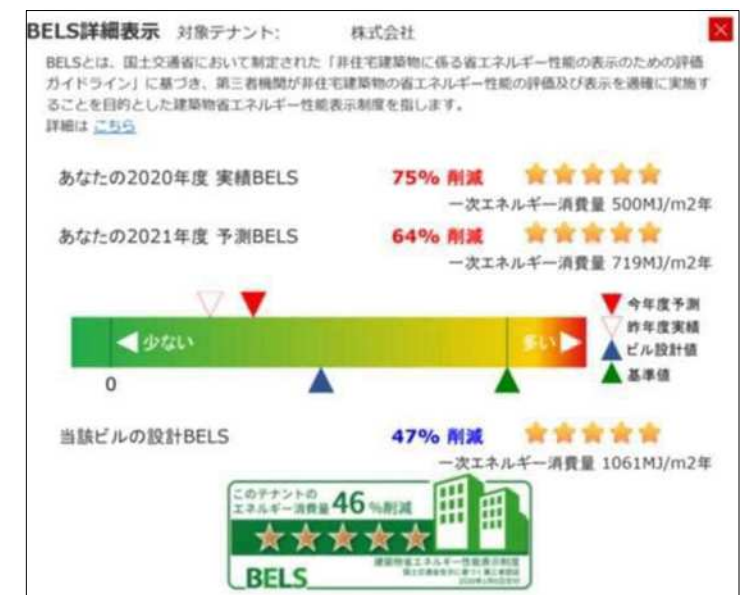 BELS詳細表示 対象テナント: 株式会社
BELSとは、国土交通省において制定された「非住宅建築物に係る省エネルギー性能の表示のための評価
ガイドライン」に基づき、第三者機関が非住宅建築物の省エネルギー性能の評価及び表示を適確に実施す
ることを目的とした建築物省エネルギー性能表示制度を指します。
詳細は こちら
あなたの2020年度 実績BELS 75% 削減
一次エネルギー消費量 500MJ/m2年
あなたの2021年度 予測BELS 64% 削減
一次エネルギー消費量 719MJ/m2年
今年度予測
昨年度実績
ビル設計値
基準値
少ない 多い
0
当該ビルの設計BELS 47% 削減
一次エネルギー消費量 1061MJ/m2年
このテナントの
エネルギー消費量 46 %削減
建築物省エネルギー性能表示制度
BELS